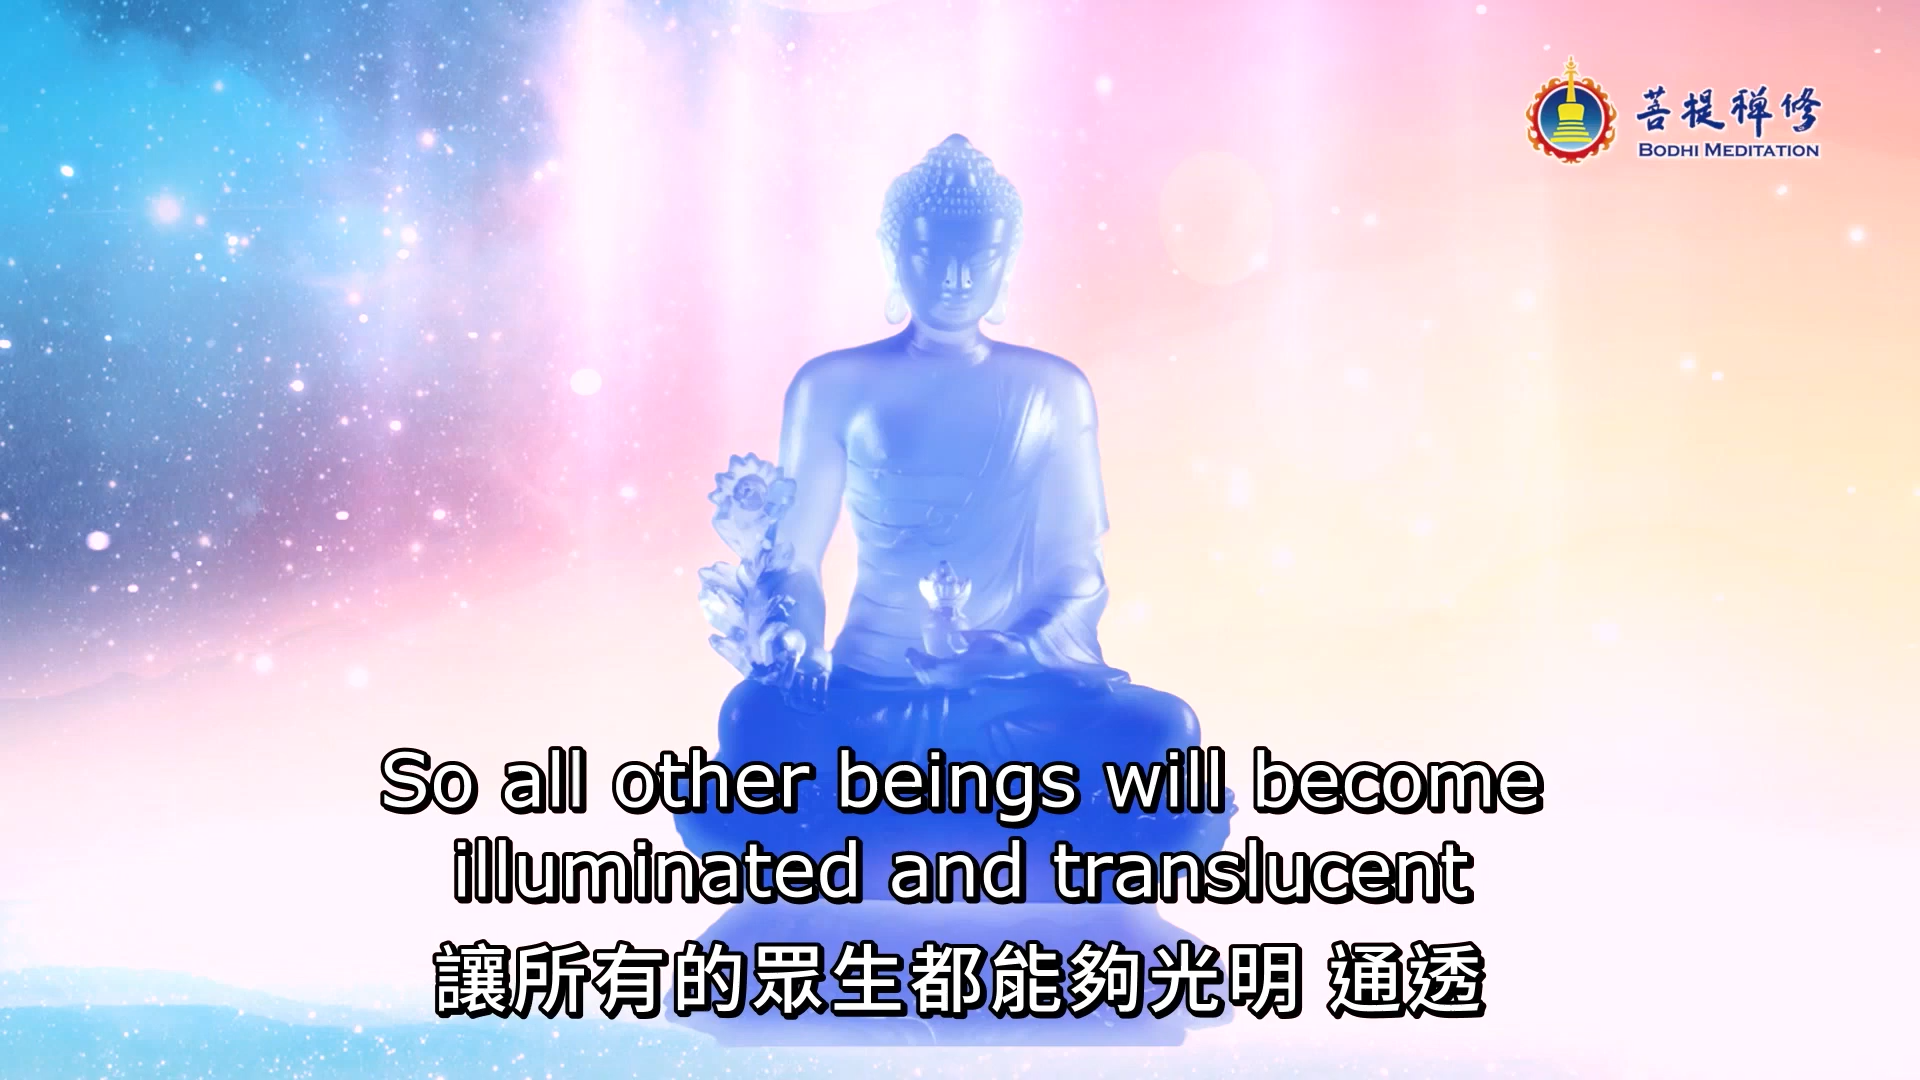 菩提禪修
BODHI MEDITATION
So all other beings will become
illuminated and translucent
讓所有的眾生都能夠光明 通透